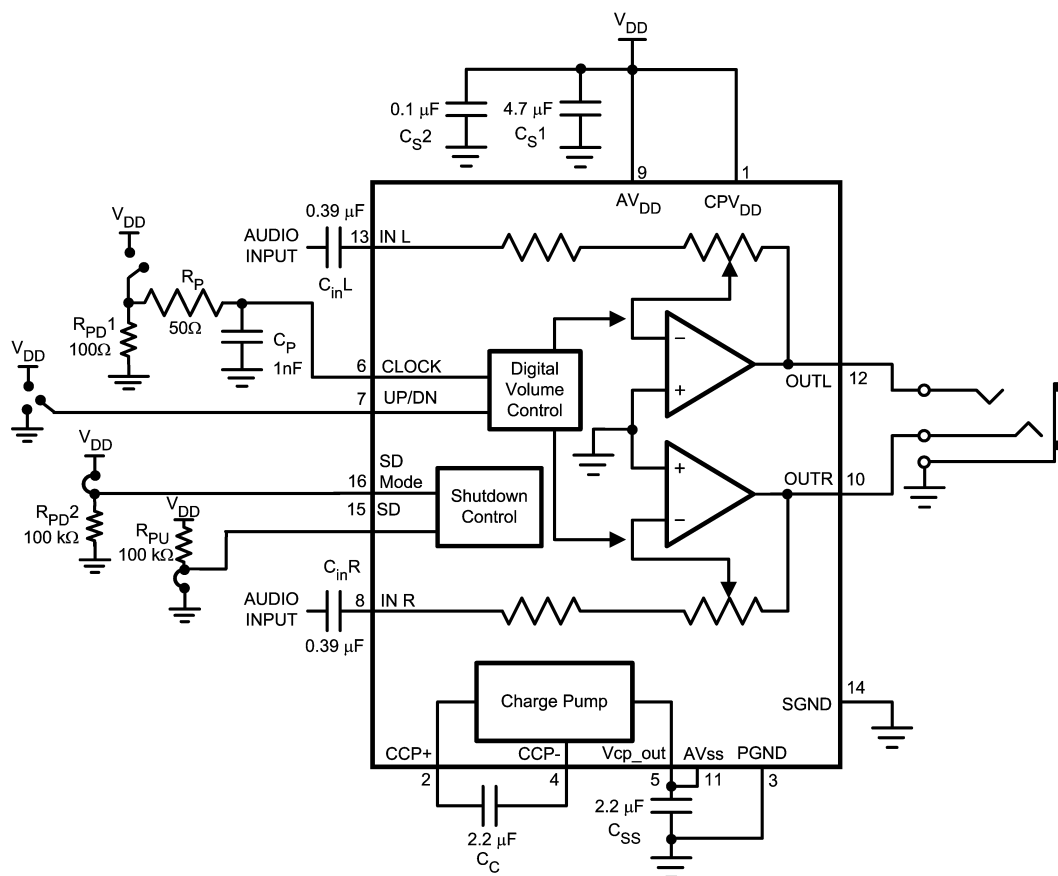 VDD
0.1 µF
CS2
4.7 µF
CS1
9
1
AVDD
CPVDD
0.39 µF
AUDIO
INPUT
13
IN L
CinL
VDD
RP
50Ω
RPD1
100Ω
CP
1nF
VDD
6
CLOCK
7
UP/DN
Digital
Volume
Control
−
+
OUTL
12
VDD
SD
Mode
16
15
SD
Shutdown
Control
RPD2
100 kΩ
VDD
RPU
100 kΩ
+
−
OUTR
10
CinR
AUDIO
INPUT
8
IN R
0.39 µF
Charge Pump
SGND
14
CCP+
CCP-
Vcp_out
AVss
PGND
2
4
5
11
3
2.2 µF
CC
2.2 µF
CSS